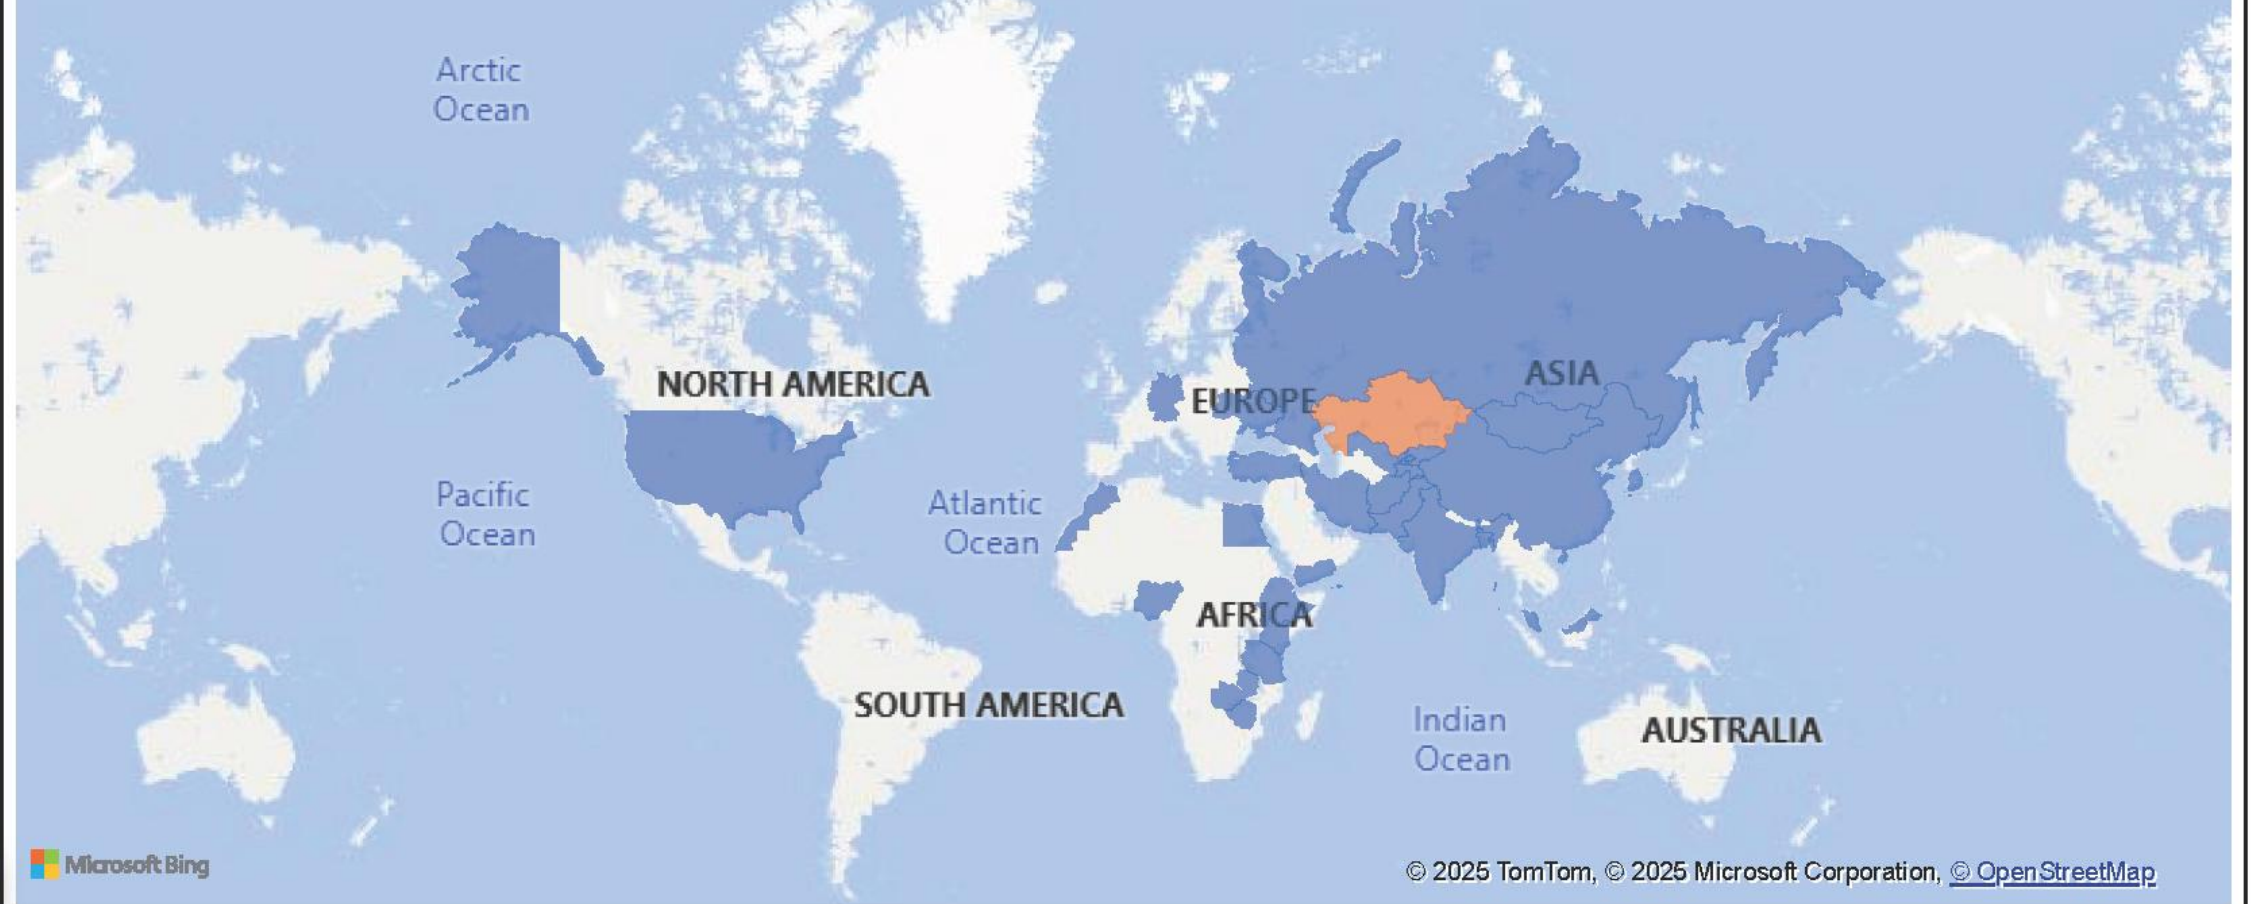 Arctic
Ocean
NORTH AMERICA
EUROPE
ASIA
Pacific
Ocean
Atlantic
Ocean
AFRICA
SOUTH AMERICA
Indian
Ocean
AUSTRALIA
Microsoft Bing
© 2025 TomTom, © 2025 Microsoft Corporation, © OpenStreetMap